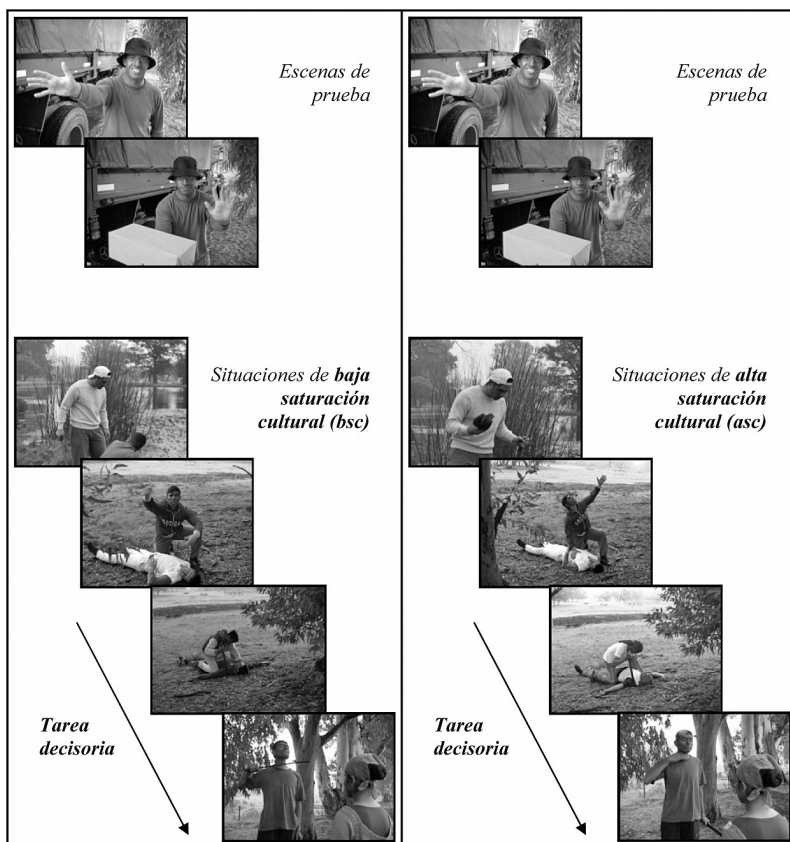 Escenas de
prueba
Escenas de
prueba
Situaciones de baja
saturación
cultural (bsc)
Situaciones de alta
saturación
cultural (asc)
Tarea
decisoria
Tarea
decisoria